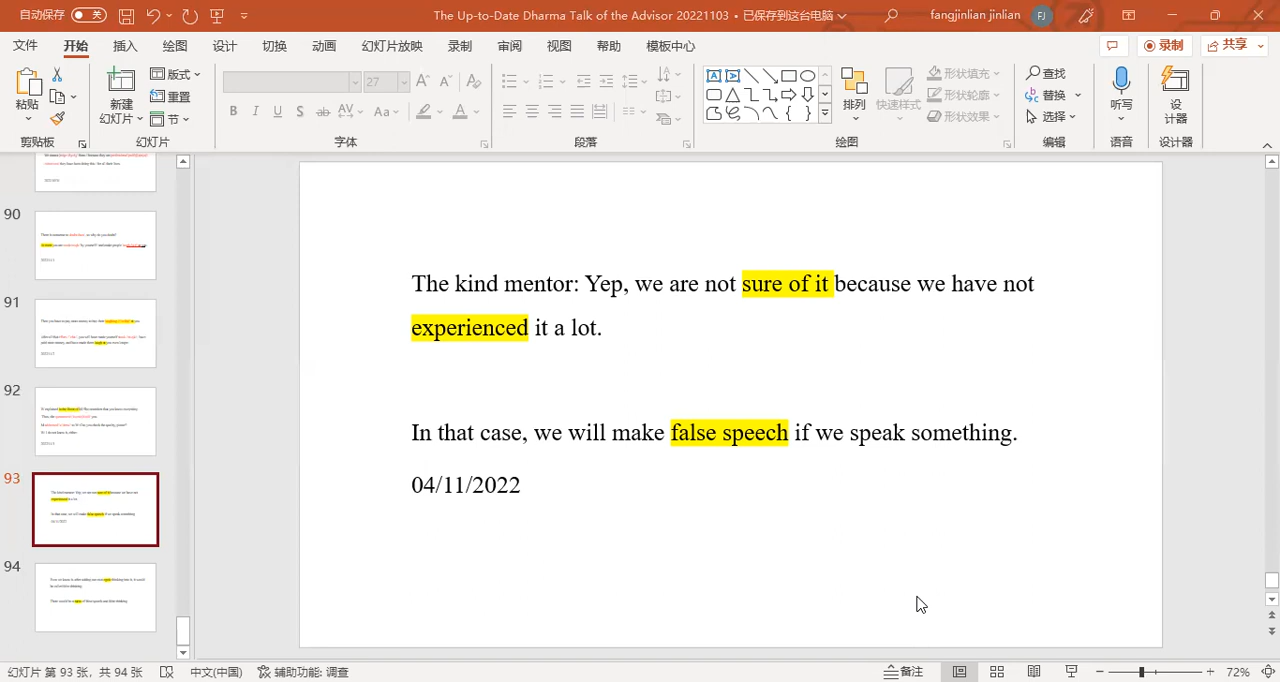 自动保存 关 The Up-to-Date Dharma Talk of the Advisor 20221103 • 已保存到这台电脑 fangjinlian jinlian FJ
文件 开始 插入 绘图 设计 切换 动画 幻灯片放映 录制 审阅 视图 帮助 模板中心 录制 共享
粘贴 新建 幻灯片 版式 重置 节 27 排列 快速样式 形状填充 形状轮廓 形状效果 查找 替换 选择 听写 设计器
B I U S ab AV Aa A
剪贴板 幻灯片 字体 段落 绘图 编辑 语音 设计器
90
91
92
93
94
The kind mentor: Yep, we are not sure of it because we have not
experienced it a lot.
In that case, we will make false speech if we speak something.
04/11/2022
幻灯片 第 93 张，共 94 张 中文(中国) 辅助功能: 调查 备注 72%